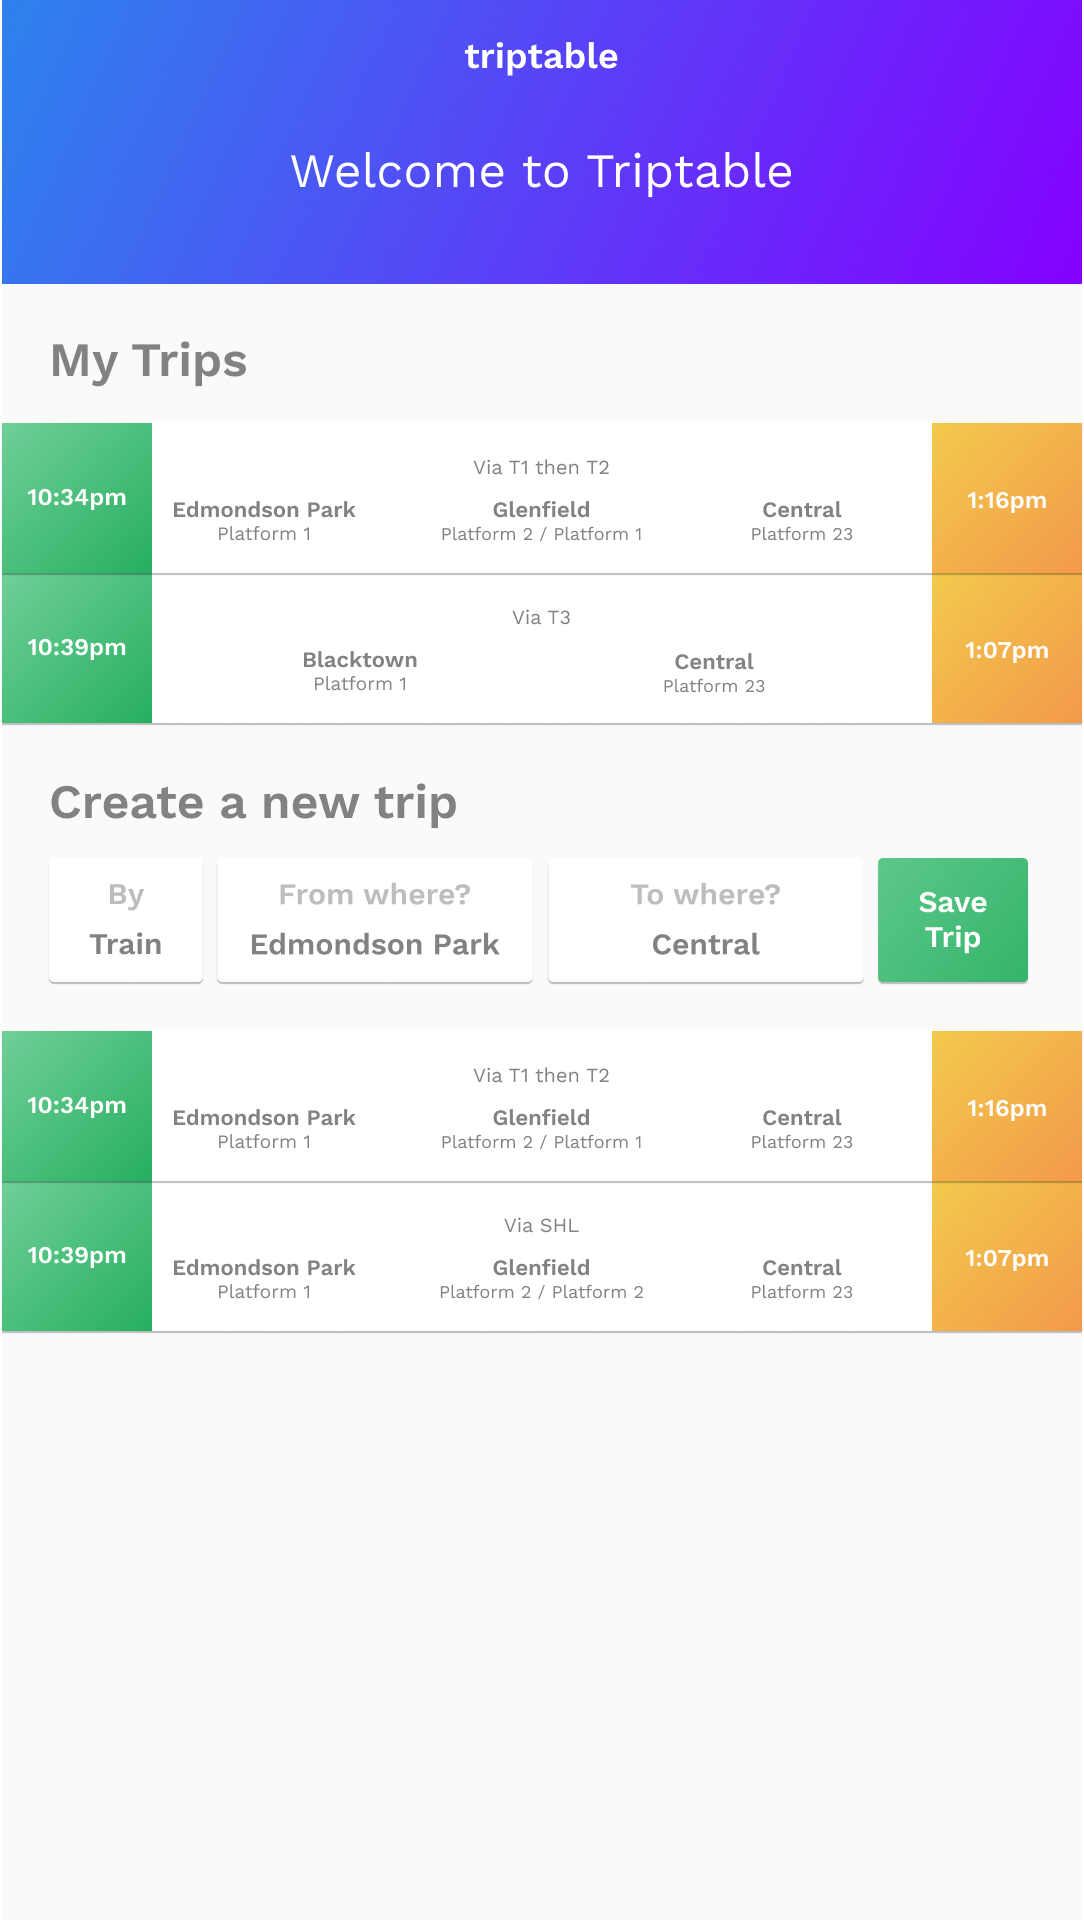 triptable
Welcome to Triptable
My Trips
10:34pm
Via T1 then T2
Edmondson Park
Platform 1
Glenfield
Platform 2 / Platform 1
Central
Platform 23
1:16pm
10:39pm
Via T3
Blacktown
Platform 1
Central
Platform 23
1:07pm
Create a new trip
By
Train
From where?
Edmondson Park
To where?
Central
Save
Trip
10:34pm
Via T1 then T2
Edmondson Park
Platform 1
Glenfield
Platform 2 / Platform 1
Central
Platform 23
1:16pm
10:39pm
Via SHL
Edmondson Park
Platform 1
Glenfield
Platform 2 / Platform 2
Central
Platform 23
1:07pm